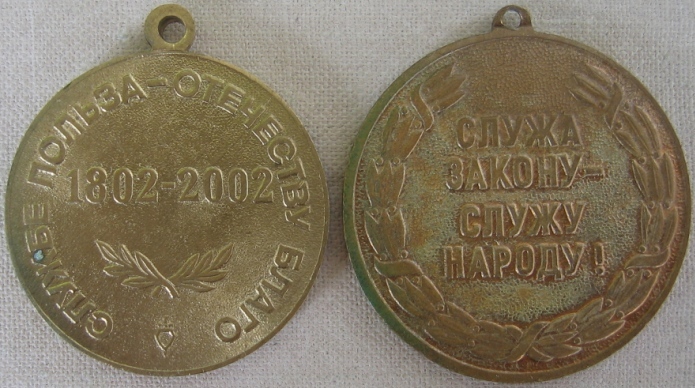 СЛУЖБЕ ПОЛЬЗА-ОТЕЧЕСТВУ БЛАГО
1802-2002
СЛУЖА
ЗАКОНУ-
СЛУЖУ
НАРОДУ!